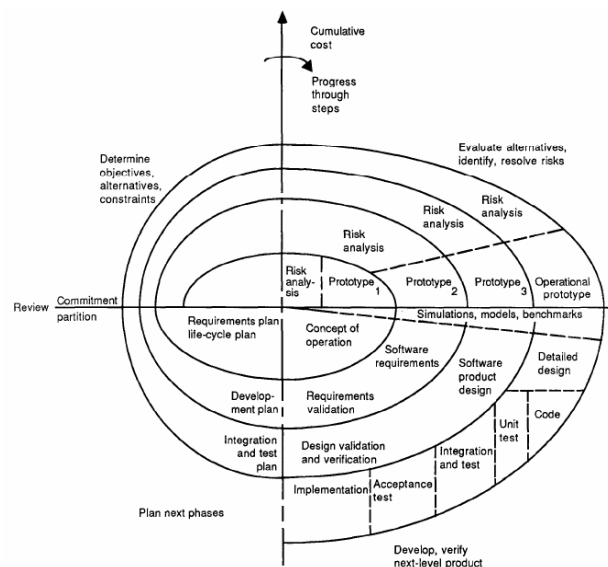 Cumulative
cost
Progress
through
steps
Evaluate alternatives,
identify, resolve risks
Determine
objectives,
alternatives,
constraints
Risk
analysis
Risk
analysis
Risk
analysis
Risk
analy-
sis
Prototype
1
Prototype
2
Prototype
3
Operational
prototype
Review
Commitment
partition
Simulations, models, benchmarks
Requirements plan
life-cycle plan
Concept of
operation
Software
requirements
Software
product
design
Detailed
design
Develop-
ment plan
Requirements
validation
Code
Unit
test
Integration
and test
plan
Design validation
and verification
Integration
and test
Implementation
Acceptance
test
Plan next phases
Develop, verify
next-level product